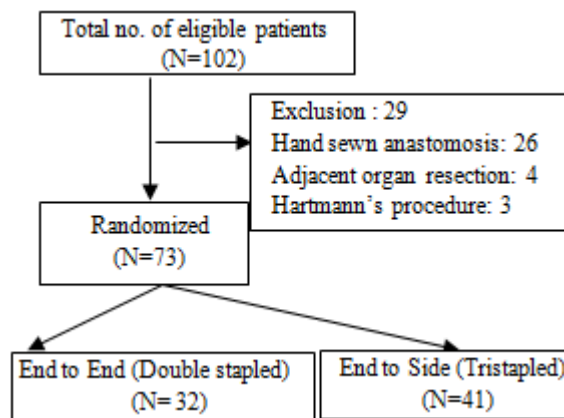 Total no. of eligible patients
(N=102)
Exclusion : 29
Hand sewn anastomosis: 26
Adjacent organ resection: 4
Hartmann's procedure: 3
Randomized
(N=73)
End to End (Double stapled)
(N= 32)
End to Side (Tristapled)
(N=41)